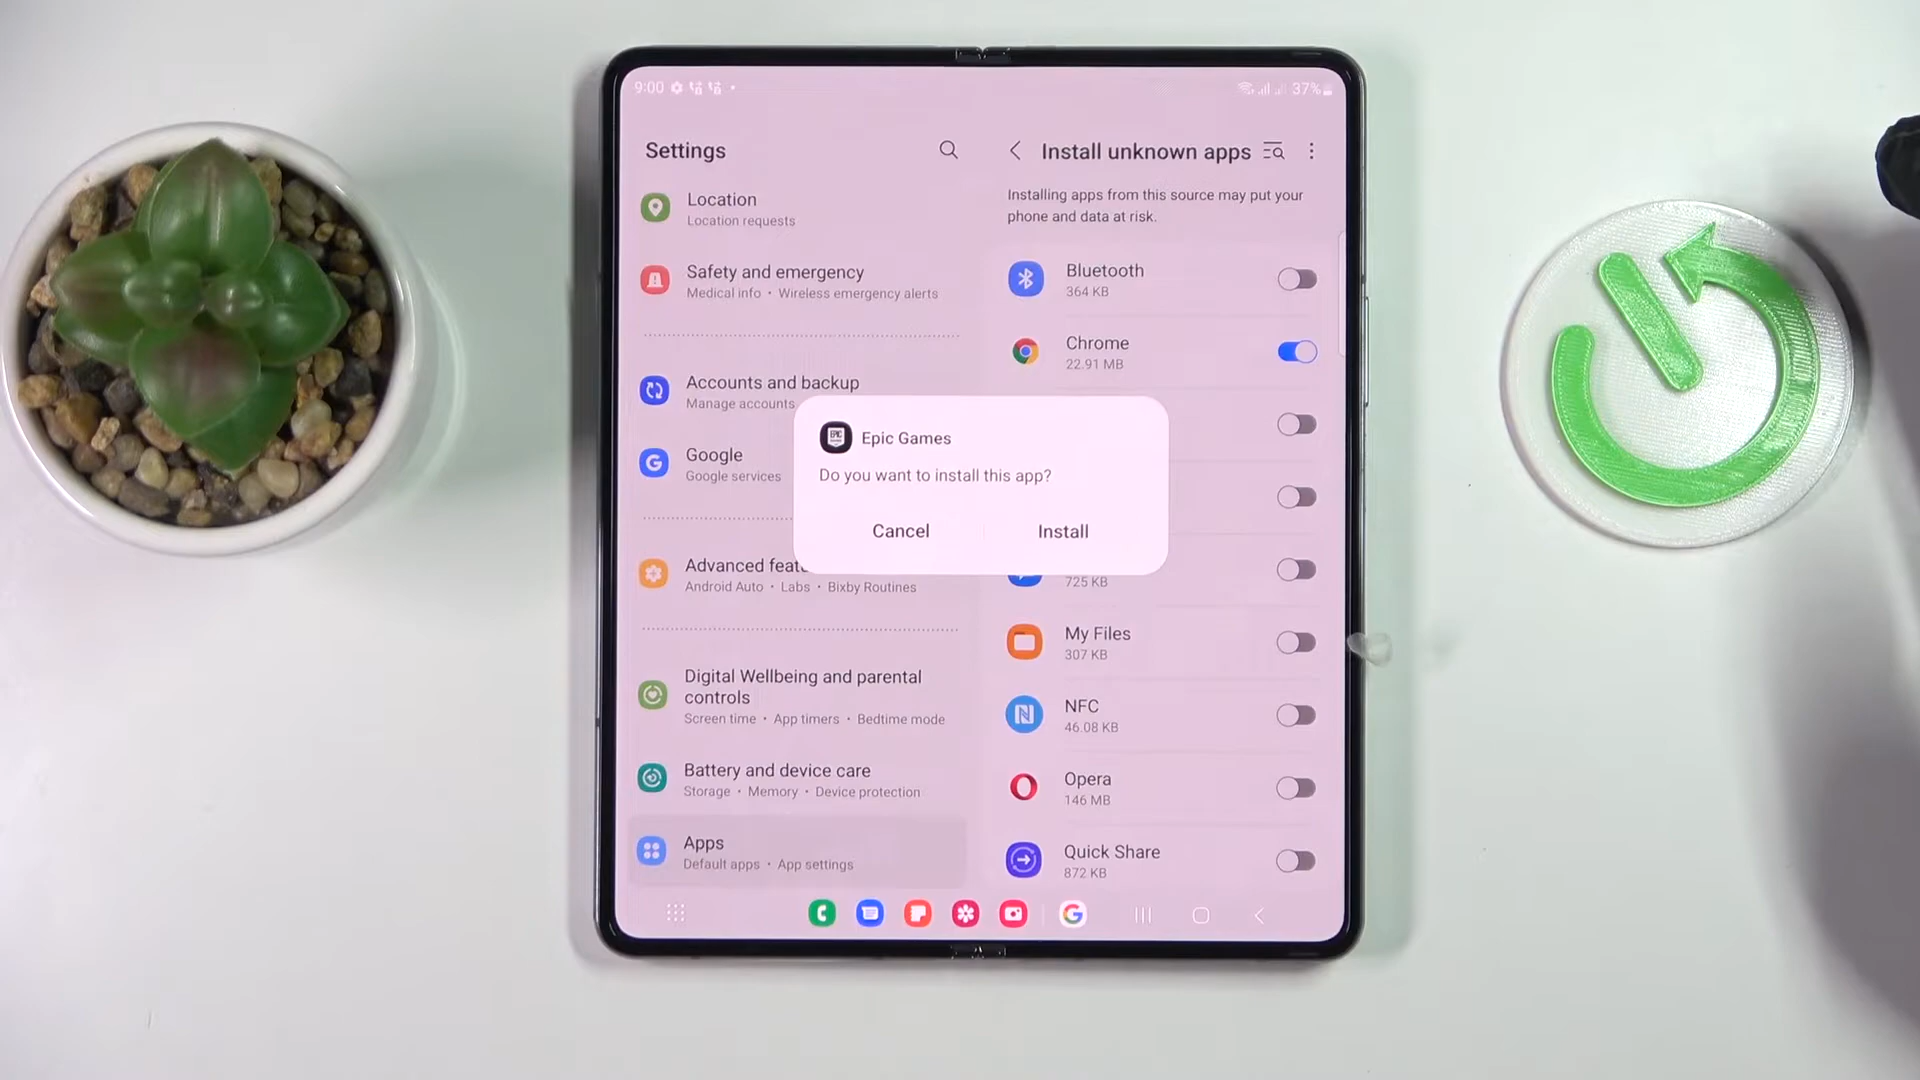 9:00
37%
Settings
Location
Location requests
Safety and emergency
Medical info • Wireless emergency alerts
Accounts and backup
Manage accounts
Google
Google services
Advanced feat
Android Auto • Labs • Bixby Routines
Digital Wellbeing and parental
controls
Screen time • App timers • Bedtime mode
Battery and device care
Storage • Memory • Device protection
Apps
Default apps • App settings
Install unknown apps
Installing apps from this source may put your
phone and data at risk.
Bluetooth
364 KB
Chrome
22.91 MB
EPIC
Epic Games
Do you want to install this app?
Cancel
Install
725 KB
My Files
307 KB
NFC
46.08 KB
Opera
146 MB
Quick Share
872 KB